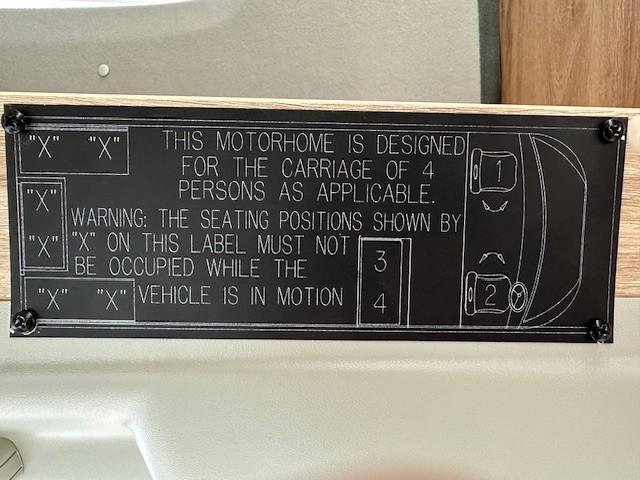 "X" "X" THIS MOTORHOME IS DESIGNED
FOR THE CARRIAGE OF 4
PERSONS AS APPLICABLE.
"X" WARNING: THE SEATING POSITIONS SHOWN BY
"X" "X" ON THIS LABEL MUST NOT
BE OCCUPIED WHILE THE
"X" "X" VEHICLE IS IN MOTION
3
4
1
2